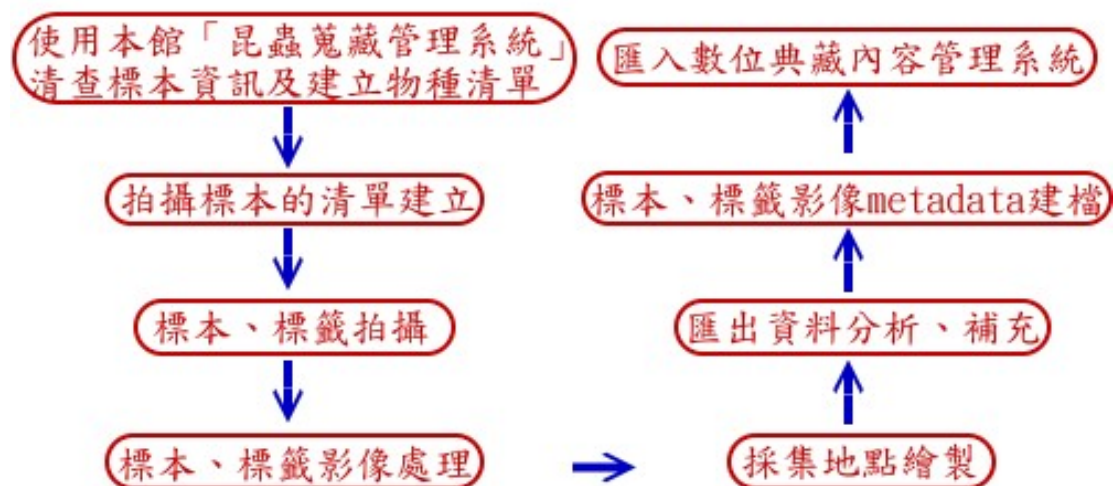 使用本館「昆蟲蒐藏管理系統」
清查標本資訊及建立物種清單
拍攝標本的清單建立
標本、標籤拍攝
標本、標籤影像處理
採集地點繪製
匯出資料分析、補充
標本、標籤影像metadata建檔
匯入數位典藏內容管理系統